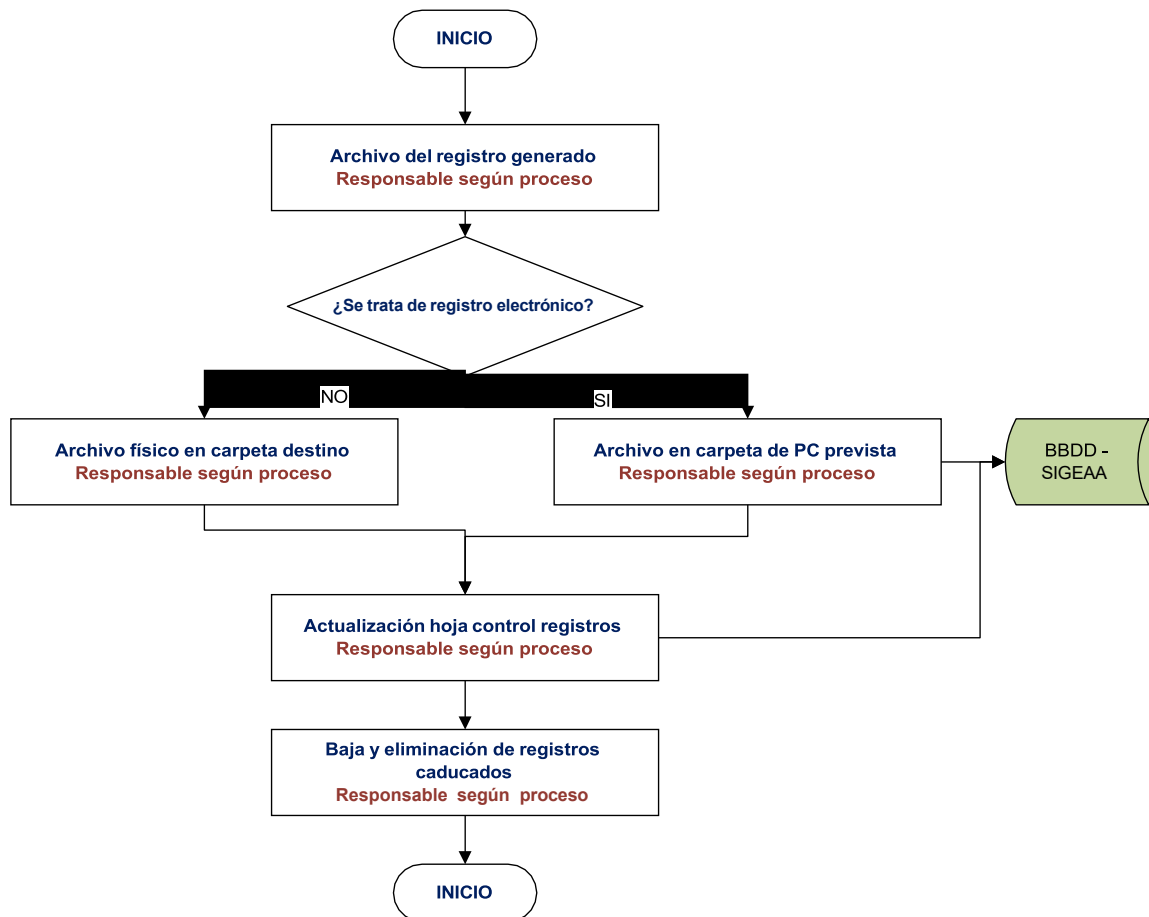 INICIO
Archivo del registro generado
Responsable según proceso
¿Se trata de registro electrónico?
NO
SI
Archivo físico en carpeta destino
Responsable según proceso
Archivo en carpeta de PC prevista
Responsable según proceso
BBDD -
SIGEAA
Actualización hoja control registros
Responsable según proceso
Baja y eliminación de registros
caducados
Responsable según proceso
INICIO